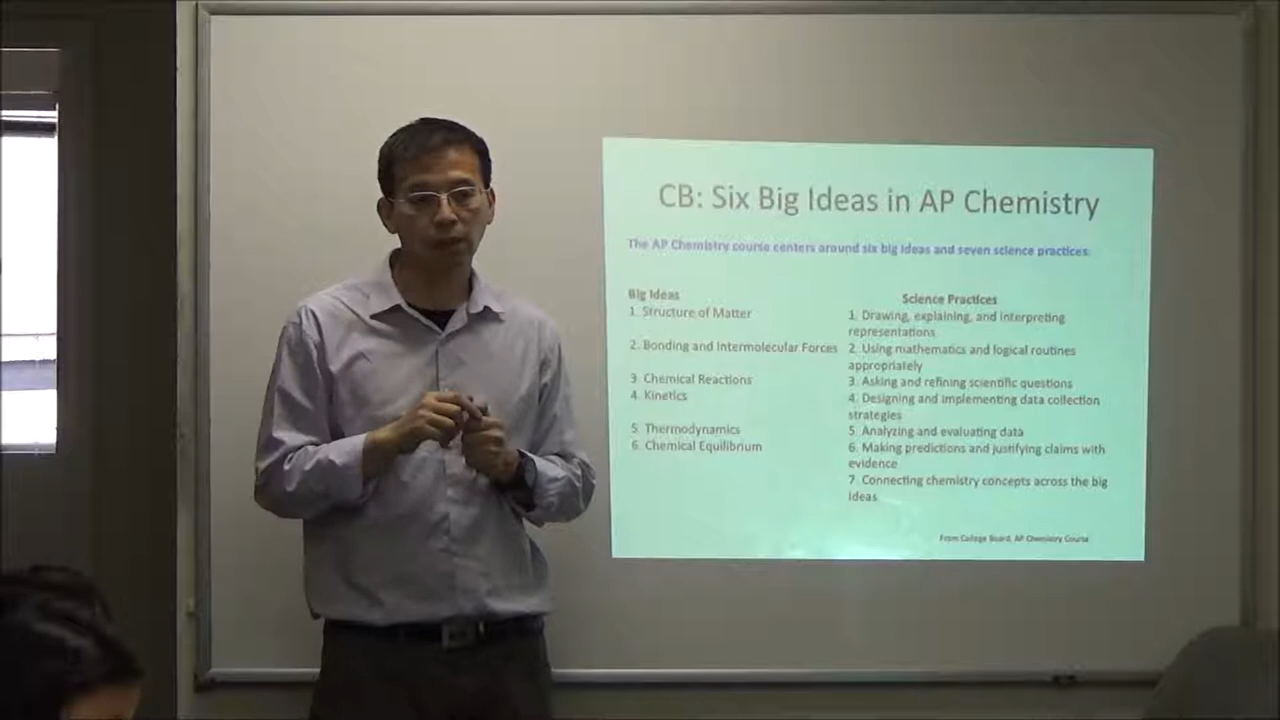 CB: Six Big Ideas in AP Chemistry
The AP Chemistry course centers around six big ideas and seven science practices:
Big Ideas
1. Structure of Matter
2. Bonding and Intermolecular Forces
3. Chemical Reactions
4. Kinetics
5. Thermodynamics
6. Chemical Equilibrium
Science Practices
1. Drawing, explaining, and interpreting
representations
2. Using mathematics and logical routines
appropriately
3. Asking and refining scientific questions
4. Designing and implementing data collection
strategies
5. Analyzing and evaluating data
6. Making predictions and justifying claims with
evidence
7. Connecting chemistry concepts across the big
ideas
From College Board, AP Chemistry Course